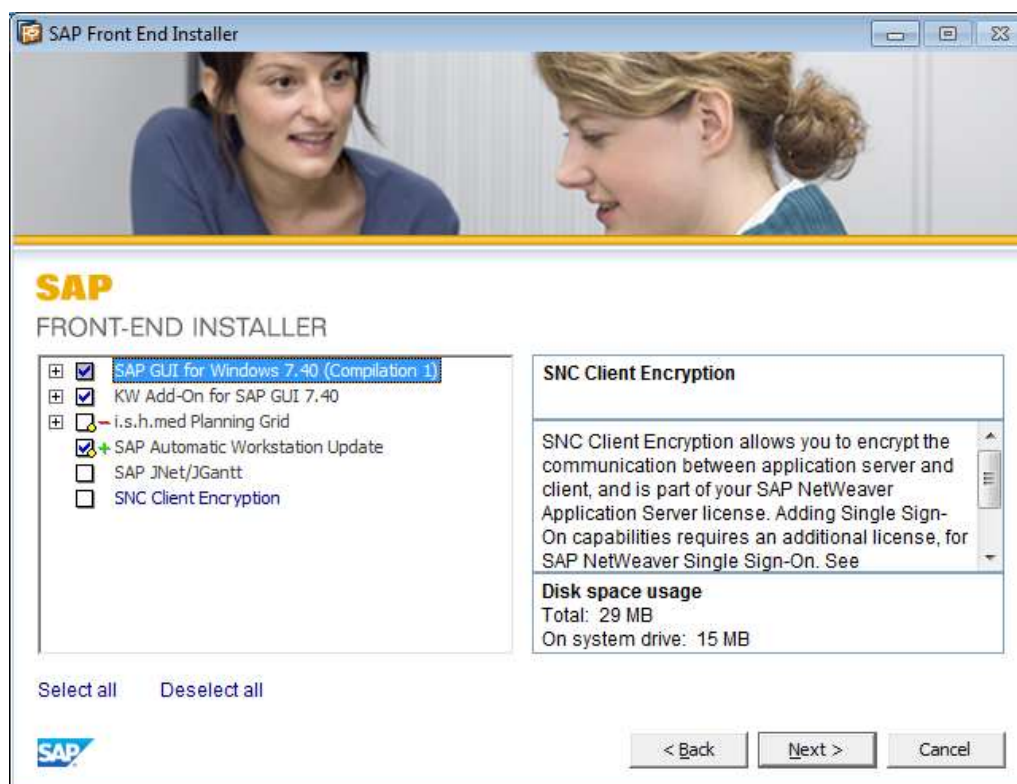 SAP Front End Installer
SAP
FRONT-END INSTALLER
SAP GUI for Windows 7.40 (Compilation 1)
KW Add-On for SAP GUI 7.40
i.s.h.med Planning Grid
SAP Automatic Workstation Update
SAP JNet/JGantt
SNC Client Encryption
SNC Client Encryption
SNC Client Encryption allows you to encrypt the
communication between application server and
client, and is part of your SAP NetWeaver
Application Server license. Adding Single Sign-
On capabilities requires an additional license, for
SAP NetWeaver Single Sign-On. See
Disk space usage
Total: 29 MB
On system drive: 15 MB
Select all Deselect all
SAP
< Back Next > Cancel